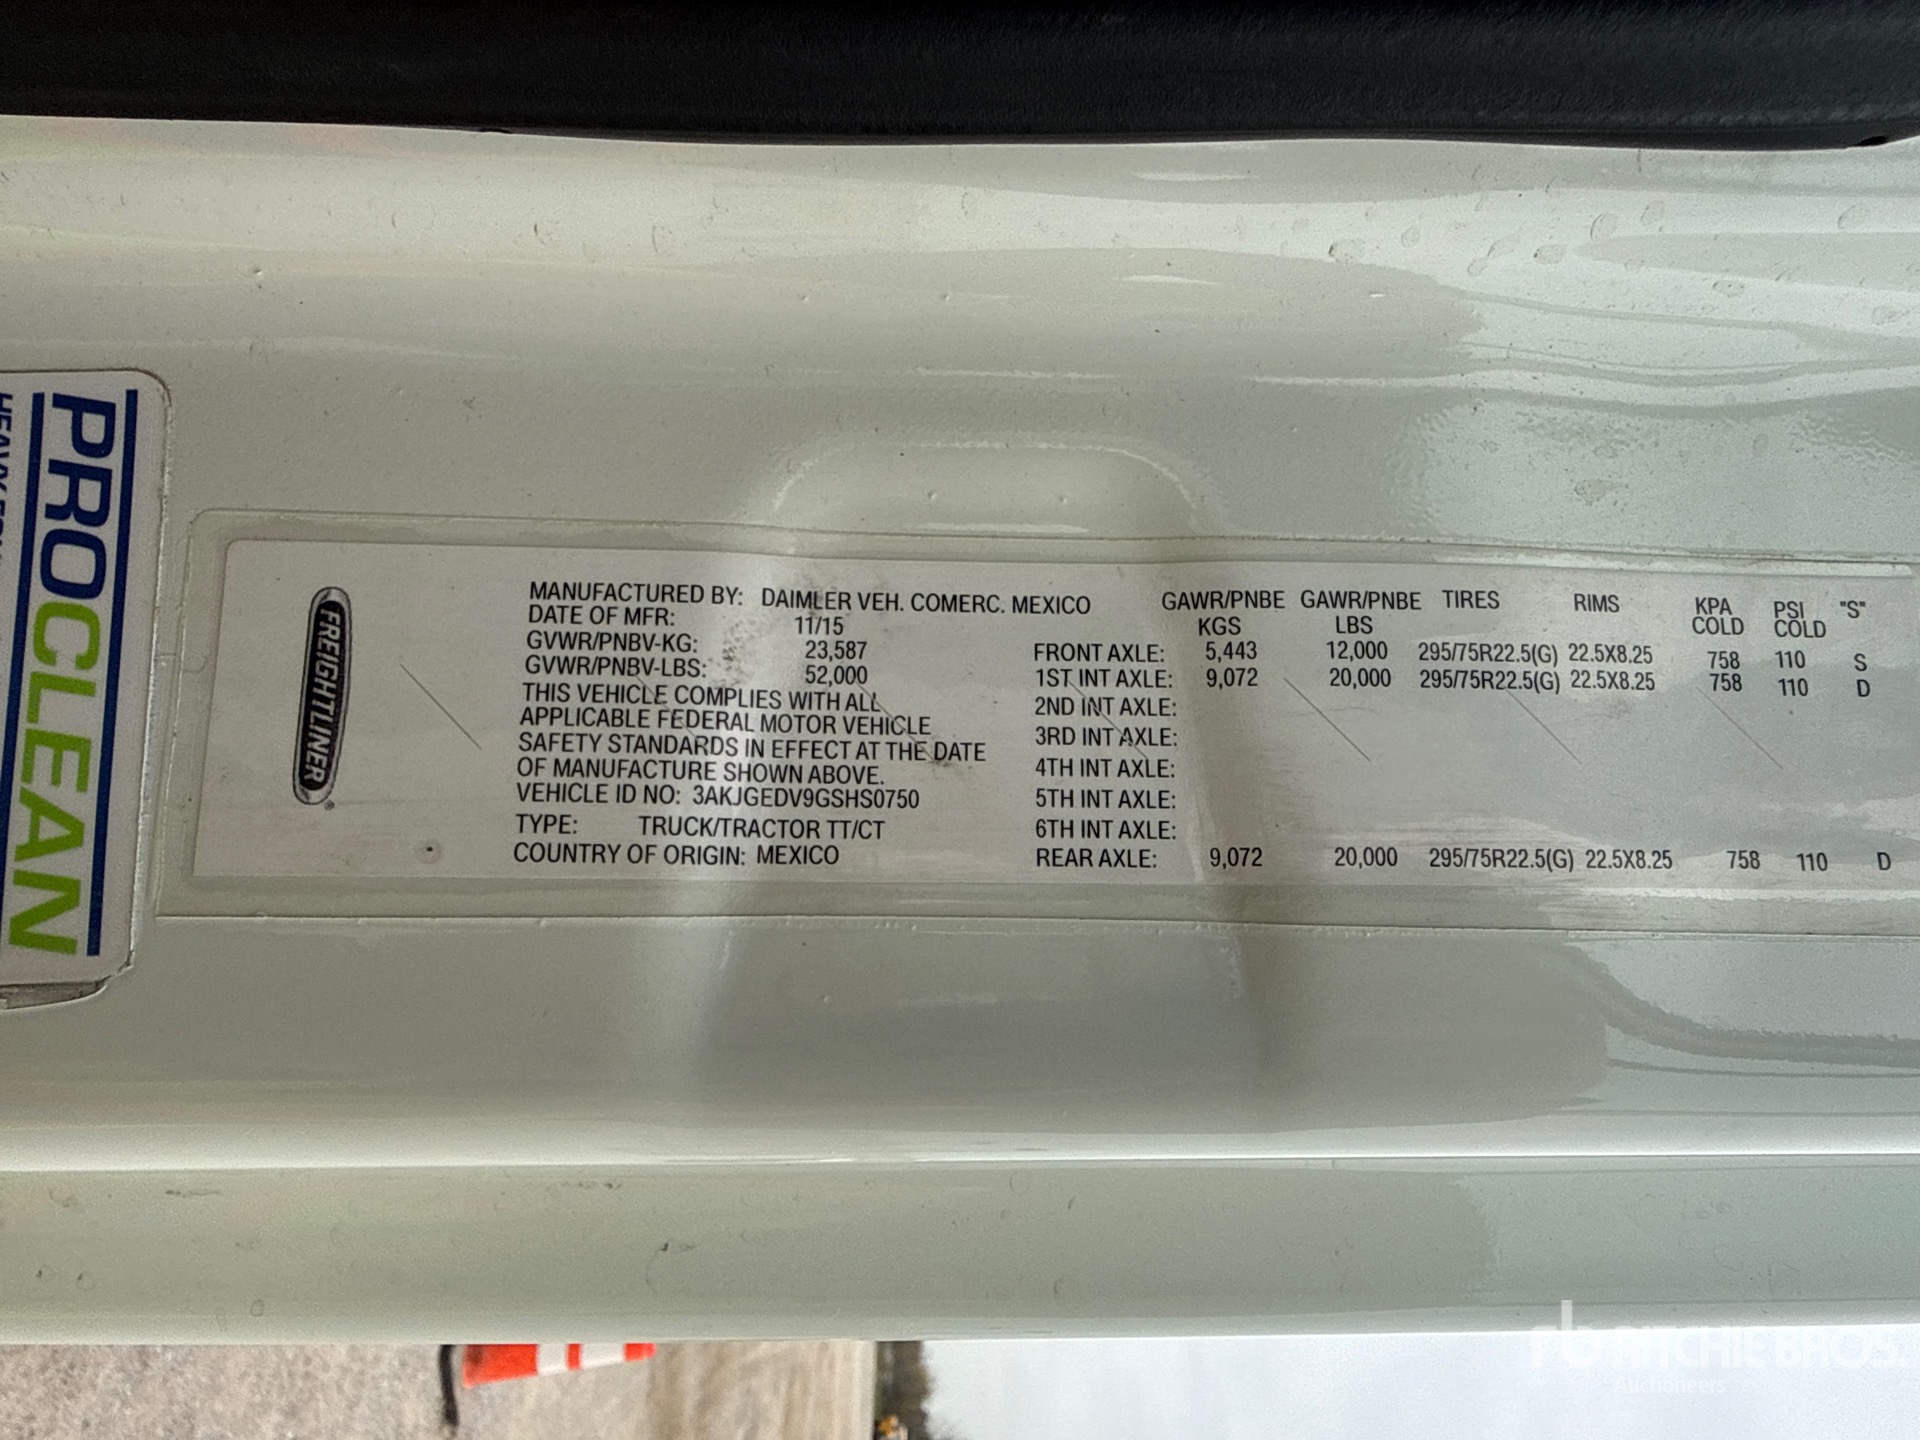 PROCLEAN
FREIGHTLINER
MANUFACTURED BY: DAIMLER VEH. COMERC. MEXICO
DATE OF MFR: 11/15
GVWR/PNBV-KG: 23,587
GVWR/PNBV-LBS: 52,000
THIS VEHICLE COMPLIES WITH ALL
APPLICABLE FEDERAL MOTOR VEHICLE
SAFETY STANDARDS IN EFFECT AT THE DATE
OF MANUFACTURE SHOWN ABOVE.
VEHICLE ID NO: 3AKJGEDV9GSHS0750
TYPE: TRUCK/TRACTOR TT/CT
COUNTRY OF ORIGIN: MEXICO
GAWR/PNBE KGS GAWR/PNBE LBS TIRES RIMS KPA COLD PSI COLD "S"
FRONT AXLE: 5,443 12,000 295/75R22.5(G) 22.5X8.25 758 110 S
1ST INT AXLE: 9,072 20,000 295/75R22.5(G) 22.5X8.25 758 110 D
2ND INT AXLE:
3RD INT AXLE:
4TH INT AXLE:
5TH INT AXLE:
6TH INT AXLE:
REAR AXLE: 9,072 20,000 295/75R22.5(G) 22.5X8.25 758 110 D
rb RITCHIE BROS.
Auctioneers